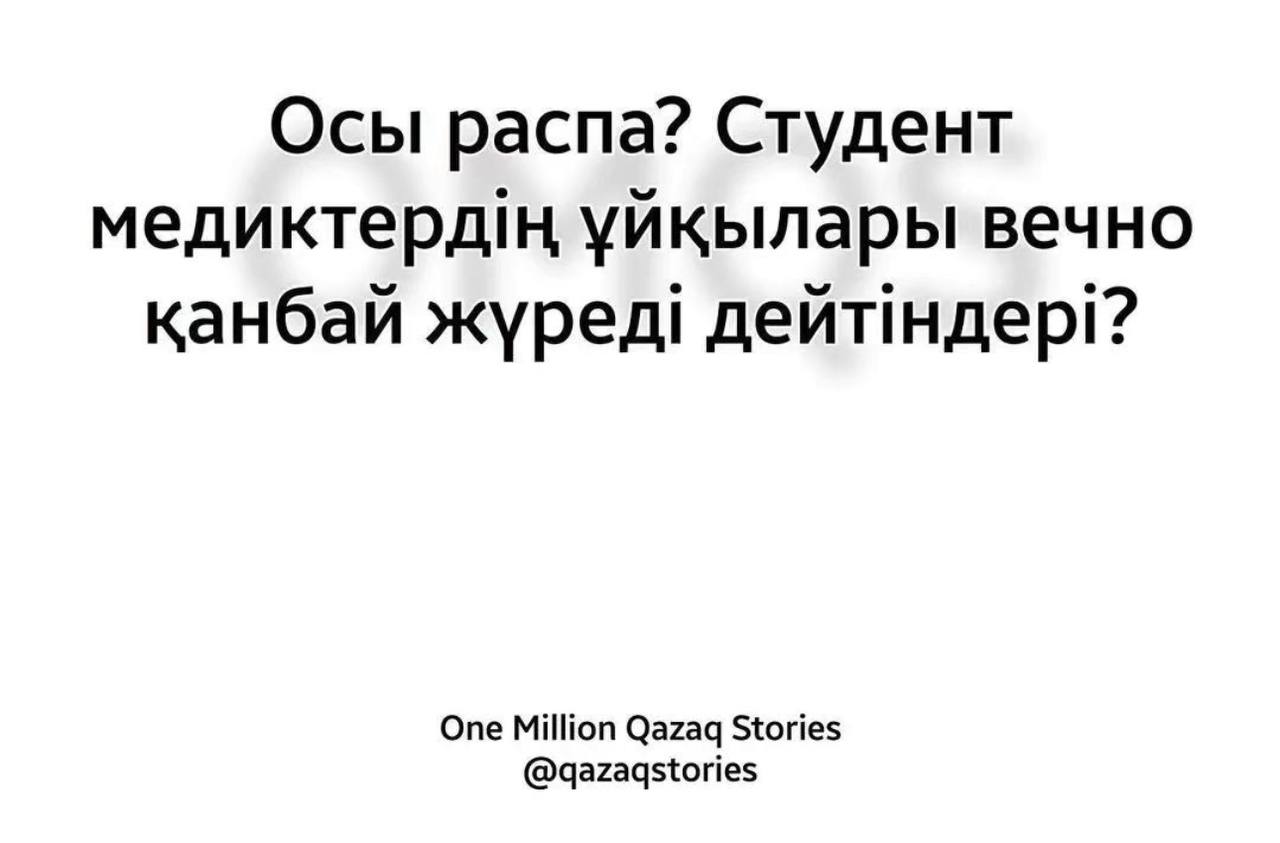 Осы распа? Студент
медиктердің ұйқылары вечно
қанбай жүреді дейтіндері?
One Million Qazaq Stories
@qazaqstories